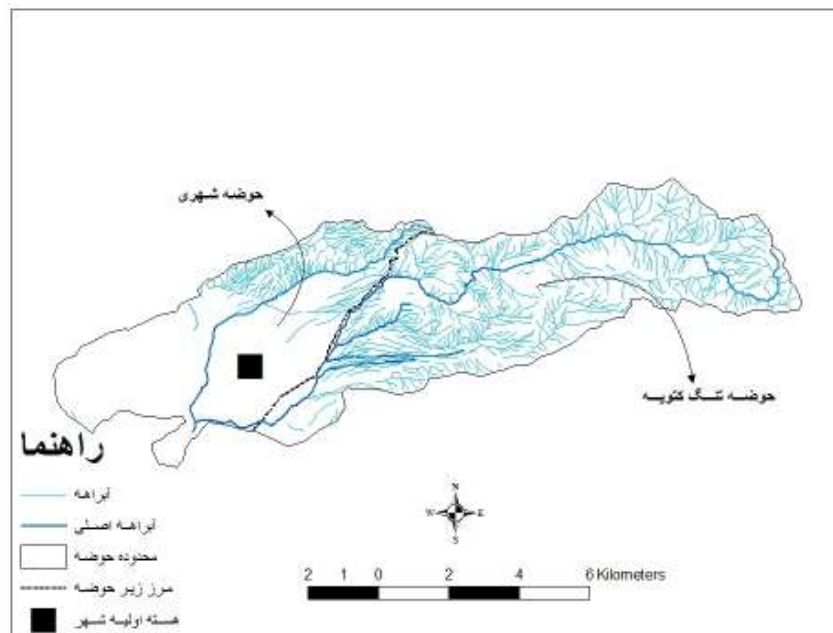 حوضه شهری
حوضه تنگ کتویه
راهنما
آبراهه
آبراهه اصلی
محدوده حوضه
مرز زیر حوضه
هسته اولیه شهر
N
W E
S
2 1 0 2 4 6 Kilometers